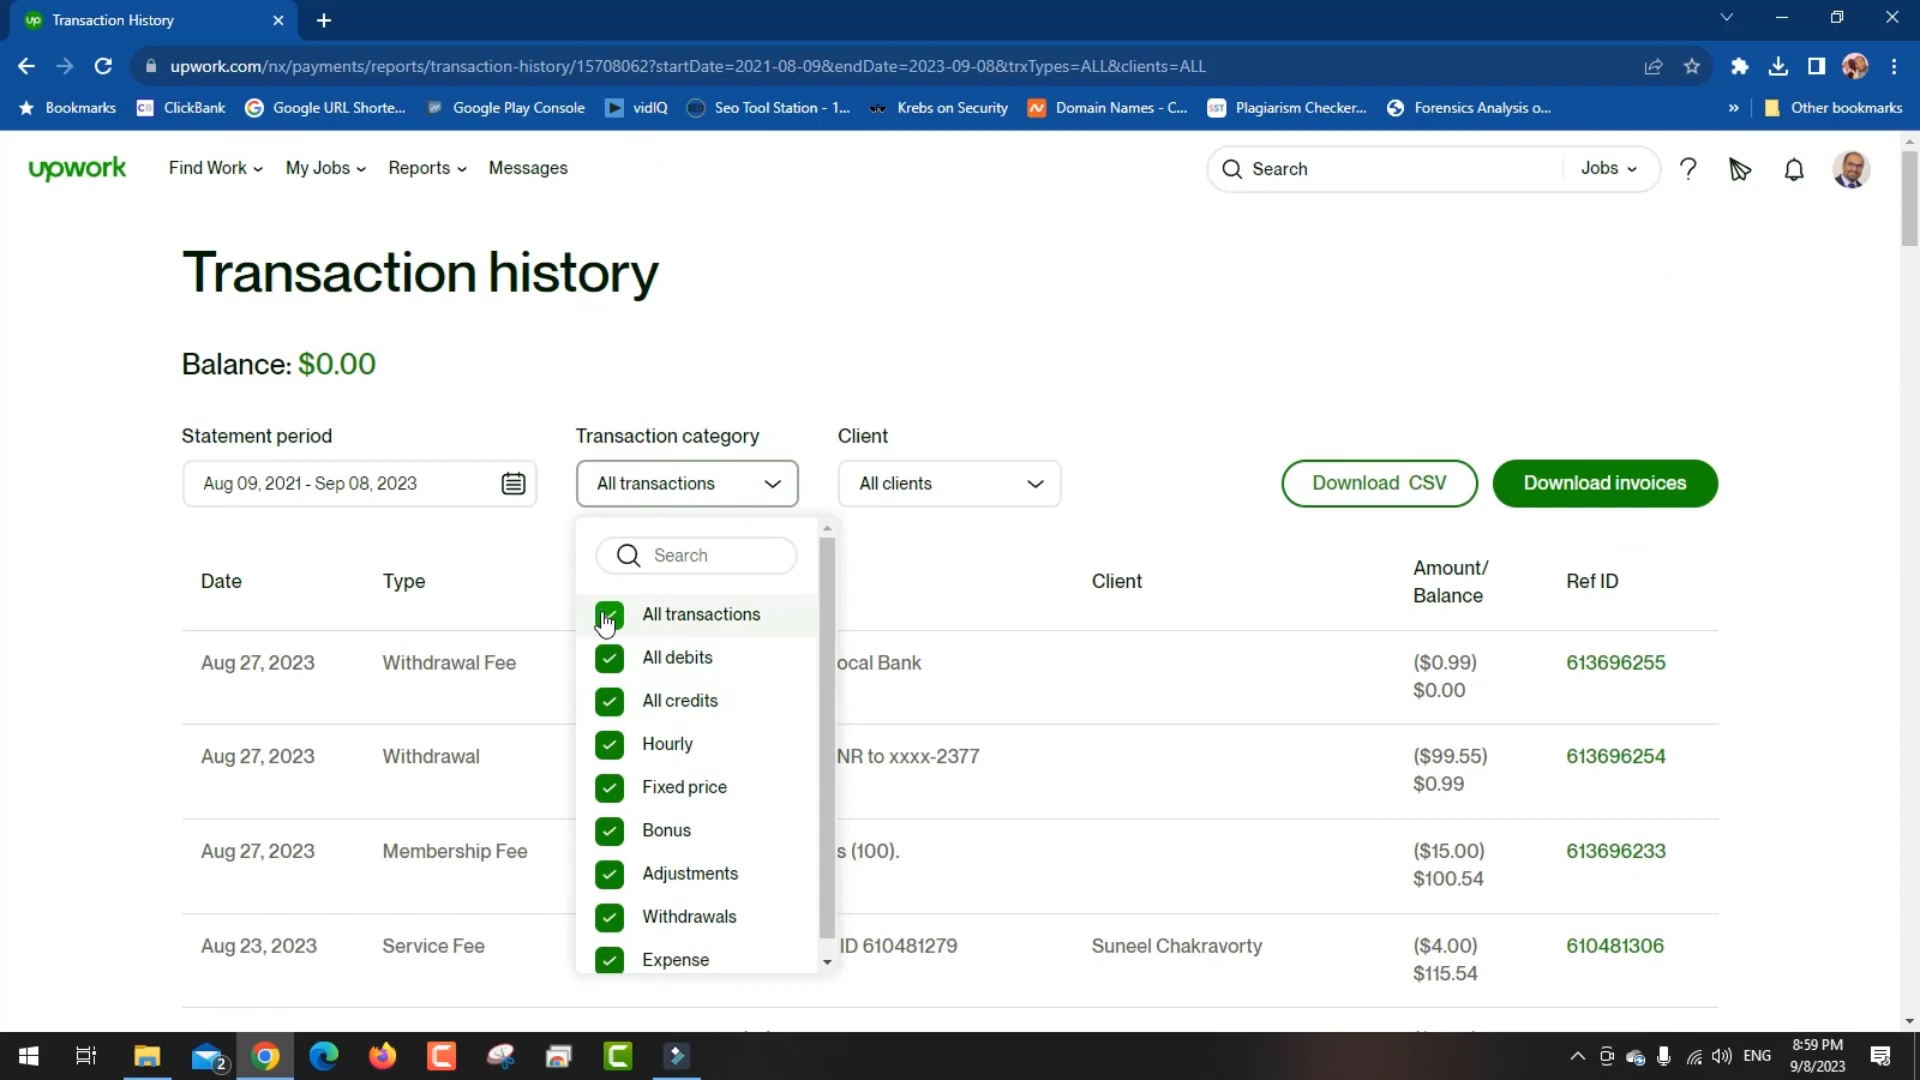 Transaction History
upwork.com/nx/payments/reports/transaction-history/15708062?startDate=2021-08-09&endDate=2023-09-08&trxTypes=ALL&clients=ALL
Bookmarks ClickBank Google URL Shorte... Google Play Console vidIQ Seo Tool Station - 1... Krebs on Security Domain Names - C... Plagiarism Checker... Forensics Analysis o... » Other bookmarks
upwork Find Work My Jobs Reports Messages Search Jobs
Transaction history
Balance: $0.00
Statement period Transaction category Client
Aug 09, 2021 - Sep 08, 2023 All transactions All clients Download CSV Download invoices
Search
Date Type Client Amount/
Balance Ref ID
All transactions
Aug 27, 2023 Withdrawal Fee All debits ocal Bank ($0.99) 613696255
$0.00
All credits
Hourly
Aug 27, 2023 Withdrawal NR to xxxx-2377 ($99.55) 613696254
$0.99
Fixed price
Bonus
Aug 27, 2023 Membership Fee s (100). ($15.00) 613696233
$100.54
Adjustments
Withdrawals
Aug 23, 2023 Service Fee ID 610481279 Suneel Chakravorty ($4.00) 610481306
Expense $115.54
2 ENG 8:59 PM
9/8/2023